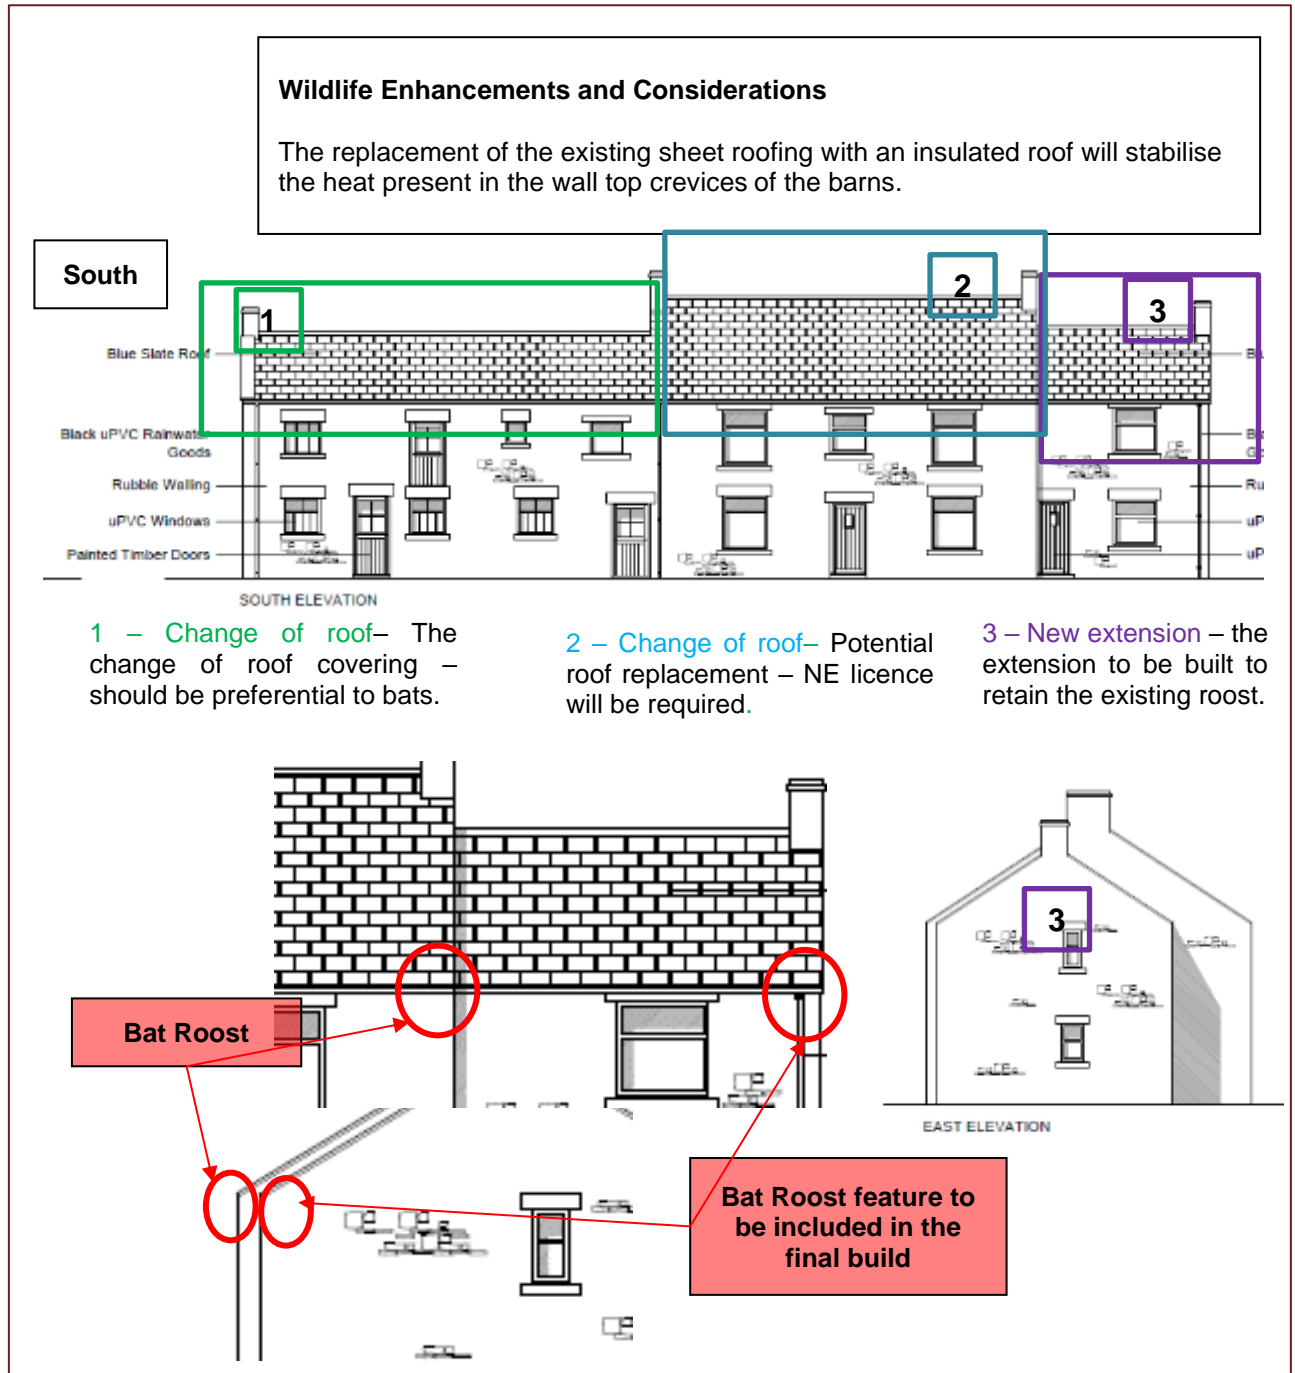 Wildlife Enhancements and Considerations
The replacement of the existing sheet roofing with an insulated roof will stabilise
the heat present in the wall top crevices of the barns.
South
1
2
3
Blue Slate Roof
Black uPVC Rainwater
Goods
Rubble Walling
uPVC Windows
Painted Timber Doors
Ru
uP
uP
SOUTH ELEVATION
1 – Change of roof– The
change of roof covering –
should be preferential to bats.
2 – Change of roof– Potential
roof replacement – NE licence
will be required.
3 – New extension – the
extension to be built to
retain the existing roost.
3
Bat Roost
EAST ELEVATION
Bat Roost feature to
be included in the
final build